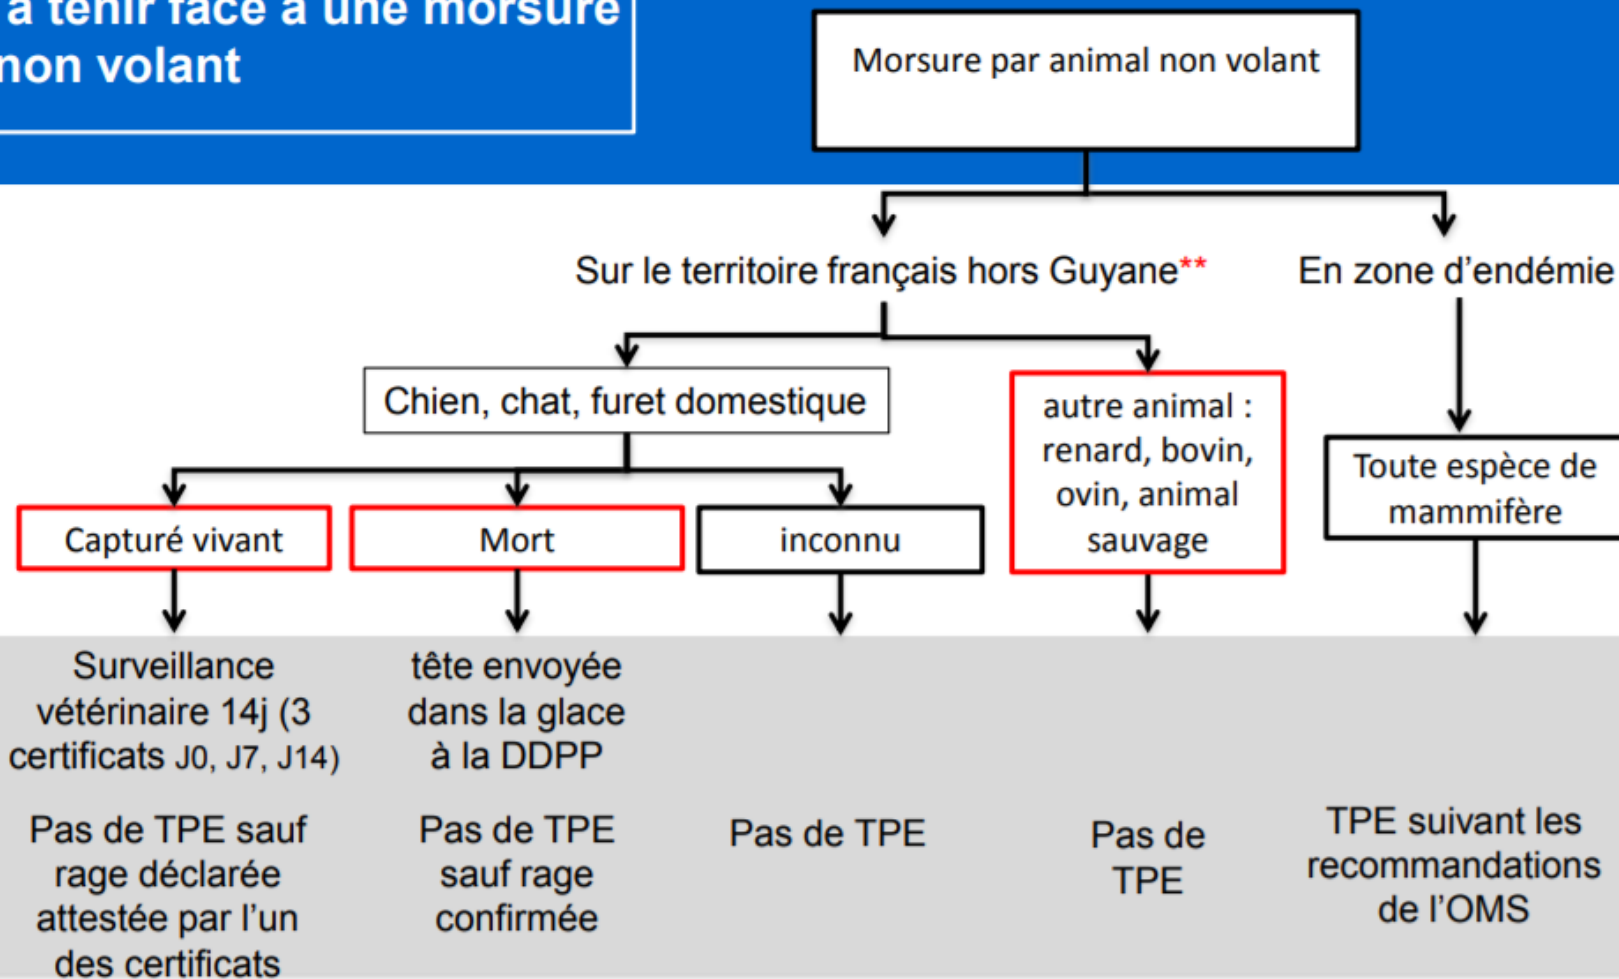 à tenir face à une morsure
non volant
Morsure par animal non volant
Sur le territoire français hors Guyane**
En zone d'endémie
Chien, chat, furet domestique
autre animal :
renard, bovin,
ovin, animal
sauvage
Toute espèce de
mammifère
Capturé vivant
Mort
inconnu
Surveillance
vétérinaire 14j (3
certificats J0, J7, J14)
Pas de TPE sauf
rage déclarée
attestée par l'un
des certificats
tête envoyée
dans la glace
à la DDPP
Pas de TPE
sauf rage
confirmée
Pas de TPE
Pas de
TPE
TPE suivant les
recommandations
de l'OMS